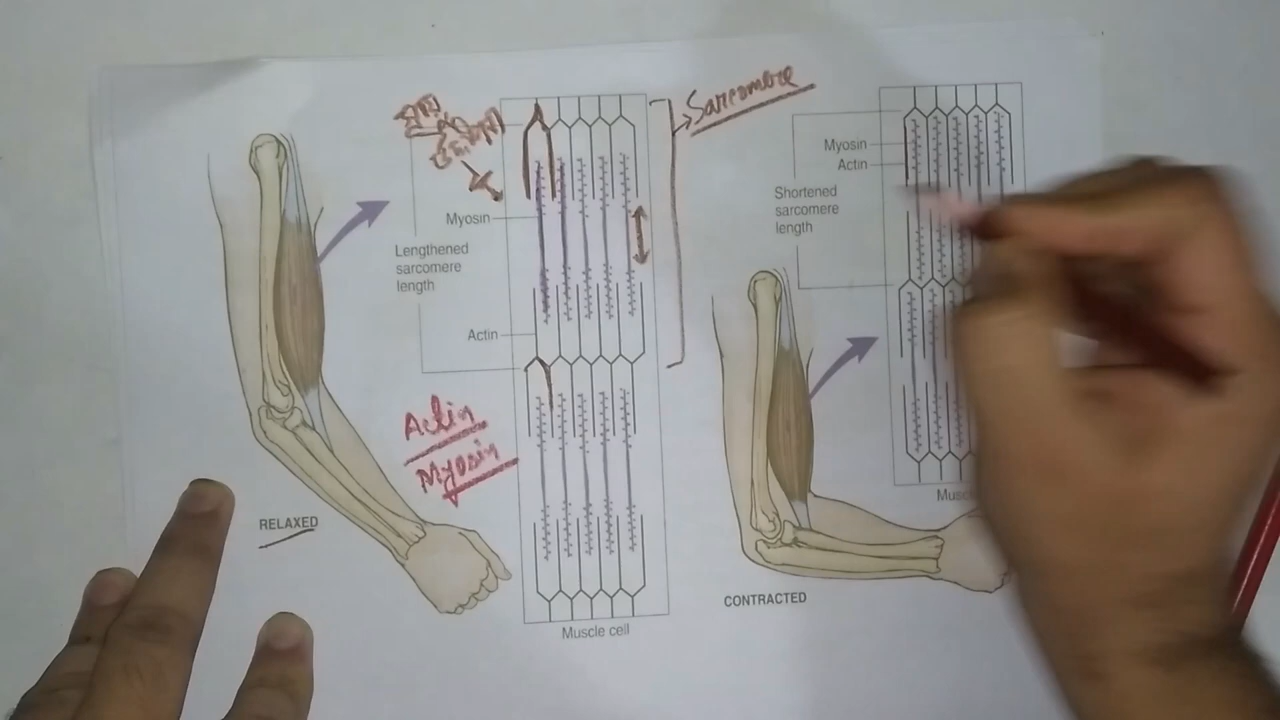 Sarcomere
Myosin
Lengthened
sarcomere
length
Actin
Actin
Myosin
RELAXED
Muscle cell
Myosin
Actin
Shortened
sarcomere
length
CONTRACTED